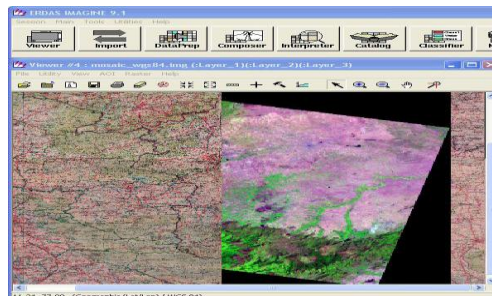 ERDAS IMAGINE 9.1
Session Main Tools Utilities Help
Viewer Import DataPrep Composer Interpreter Catalog Classifier
Viewer #4 : mosaic_wgs84.img (:Layer_1)(:Layer_2)(:Layer_3)
File Utility View AOI Raster Help